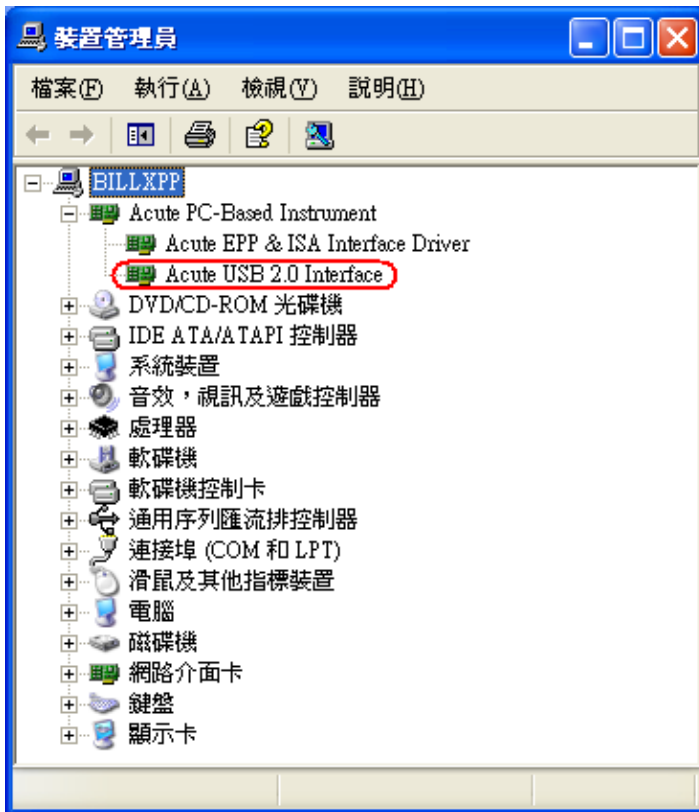 裝置管理員
檔案(F) 執行(A) 檢視(V) 說明(H)
BILLXPP
Acute PC-Based Instrument
Acute EPP & ISA Interface Driver
Acute USB 2.0 Interface
DVD/CD-ROM 光碟機
IDE ATA/ATAPI 控制器
系統裝置
音效，視訊及遊戲控制器
處理器
軟碟機
軟碟機控制卡
通用序列匯流排控制器
連接埠 (COM 和 LPT)
滑鼠及其他指標裝置
電腦
磁碟機
網路介面卡
鍵盤
顯示卡